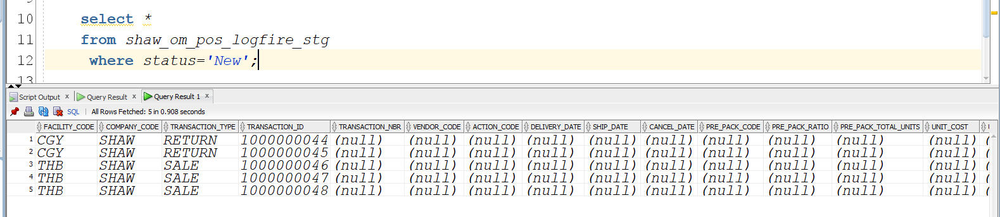 10 select *
11 from shaw_om_pos_logfire_stg
12 where status='New';
13
Script Output x Query Result x Query Result 1 x
SQL | All Rows Fetched: 5 in 0.908 seconds
FACILITY_CODE COMPANY_CODE TRANSACTION_TYPE TRANSACTION_ID TRANSACTION_NBR VENDOR_CODE ACTION_CODE DELIVERY_DATE SHIP_DATE CANCEL_DATE PRE_PACK_CODE PRE_PACK_RATIO PRE_PACK_TOTAL_UNITS UNIT_COST
1 CGY SHAW RETURN 1000000044 (null) (null) (null) (null) (null) (null) (null) (null) (null) (null) (
2 CGY SHAW RETURN 1000000045 (null) (null) (null) (null) (null) (null) (null) (null) (null) (null) (
3 THB SHAW SALE 1000000046 (null) (null) (null) (null) (null) (null) (null) (null) (null) (null) (
4 THB SHAW SALE 1000000047 (null) (null) (null) (null) (null) (null) (null) (null) (null) (null) (
5 THB SHAW SALE 1000000048 (null) (null) (null) (null) (null) (null) (null) (null) (null) (null) (